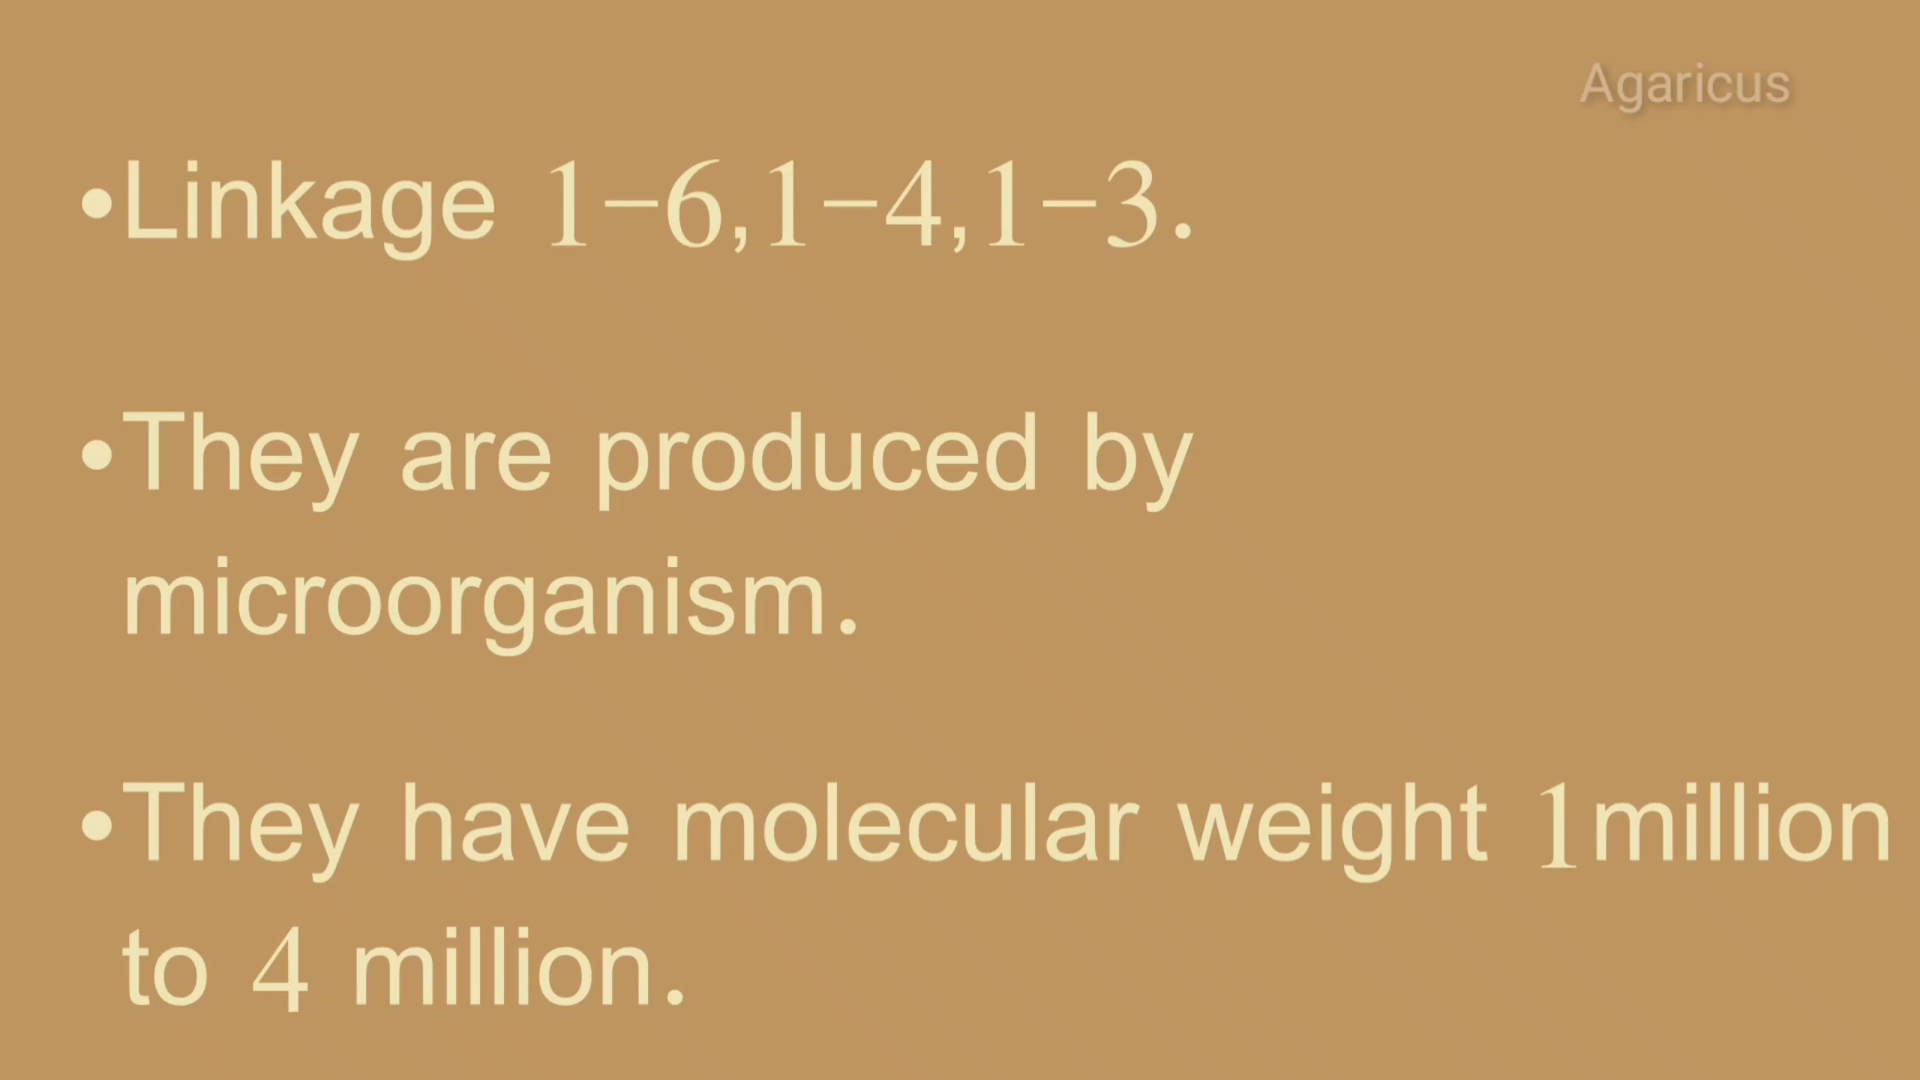 Agaricus
•Linkage 1−6,1−4,1−3.
•They are produced by
microorganism.
•They have molecular weight 1million
to 4 million.